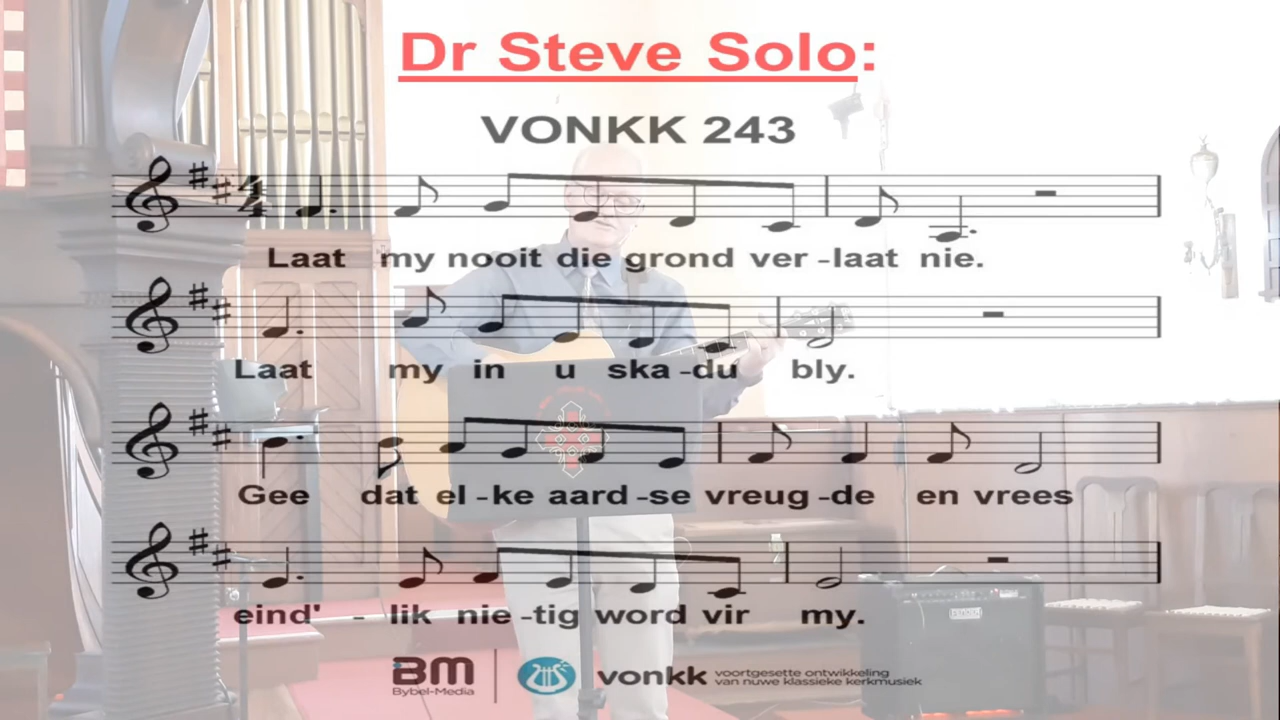 Dr Steve Solo:
VONKK 243
Laat my nooit die grond ver -laat nie.
Laat my in u ska -du bly.
Gee dat el -ke aard -se vreug -de en vrees
eind' - lik nie -tig word vir my.
BM
Bybel-Media
vonkk
voortgesette ontwikkeling
van nuwe klassieke kerkmusiek